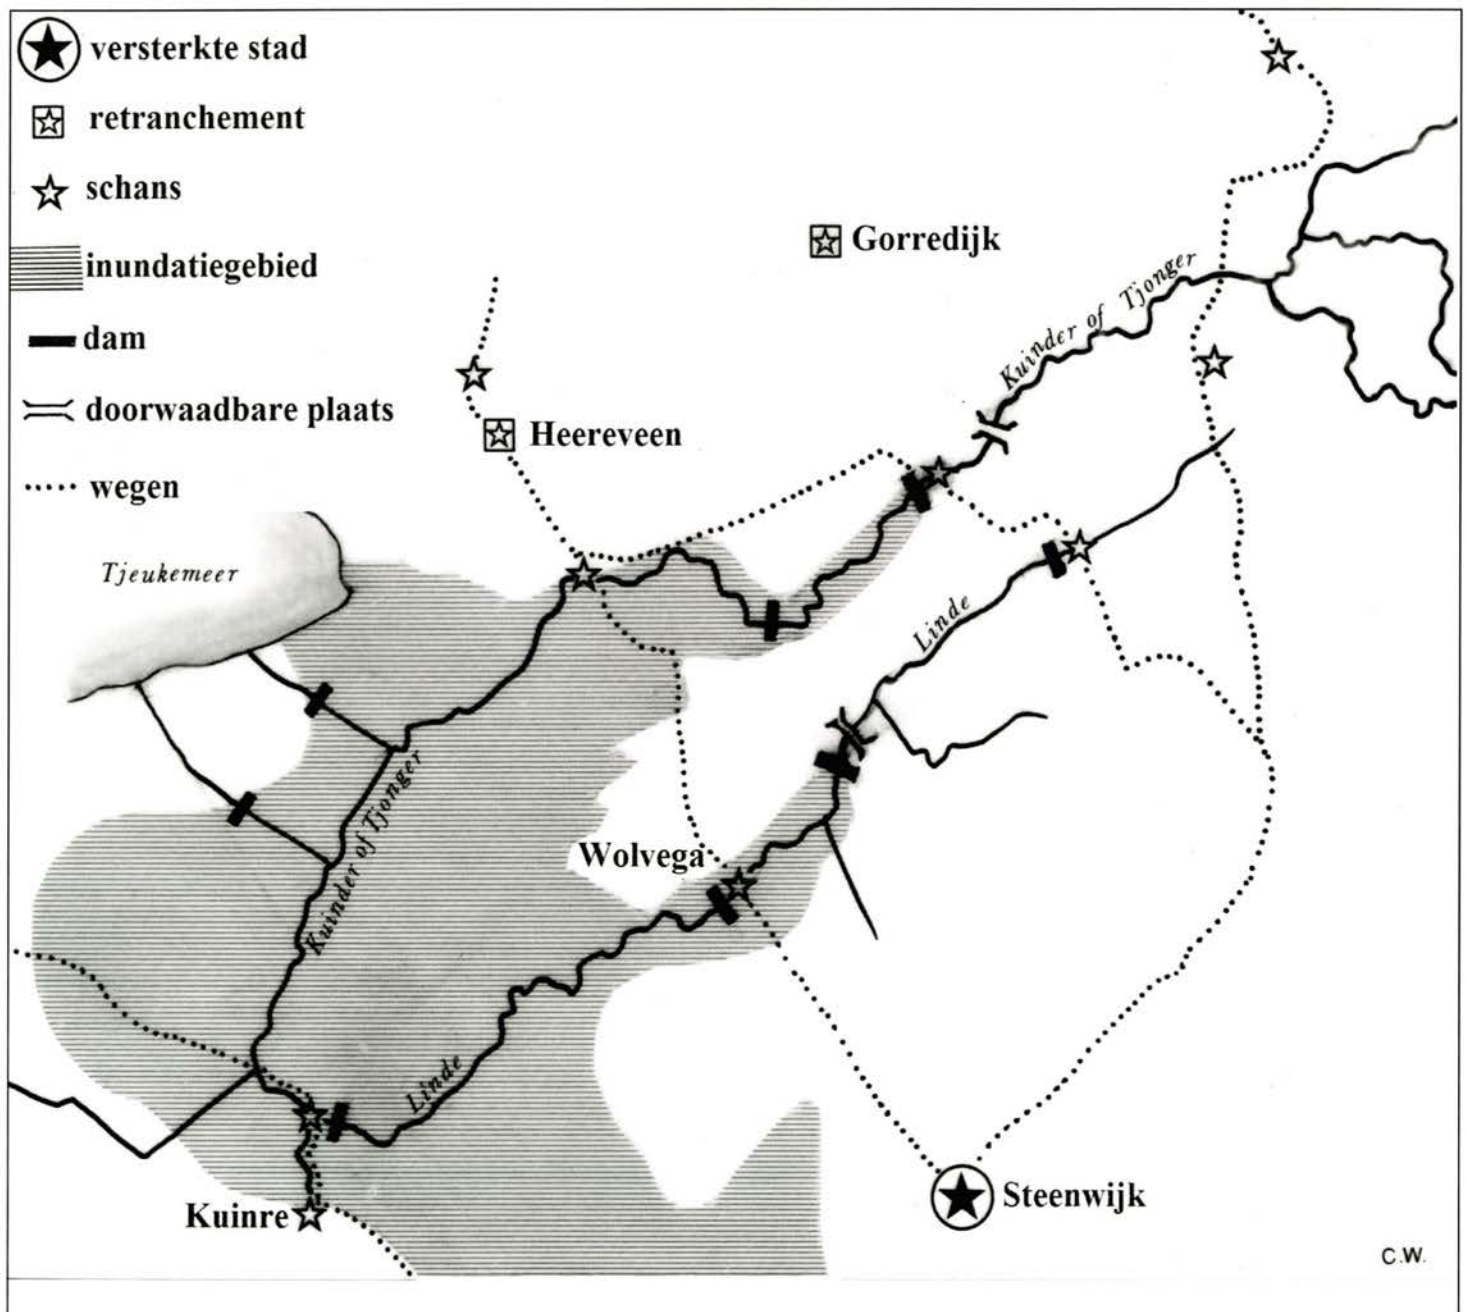 versterkte stad
retranchement
schans
inundatiegebied
dam
doorwaadbare plaats
wegen
Gorredijk
Kuinder of Tjonger
Heereveen
Tjeukemeer
Linde
Kuinder of Tjonger
Wolvega
Linde
Kuinre
Steenwijk
C.W.